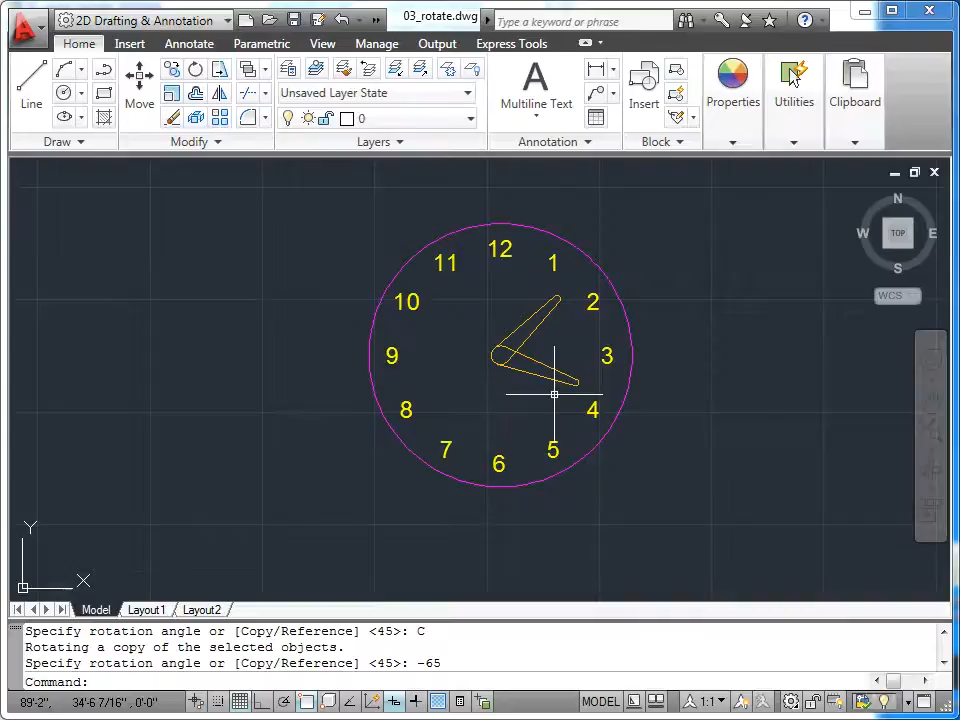 2D Drafting & Annotation
03_rotate.dwg
Type a keyword or phrase
Home Insert Annotate Parametric View Manage Output Express Tools
Line
Move
Unsaved Layer State
0
A
Multiline Text
Insert
Properties
Utilities
Clipboard
Draw
Modify
Layers
Annotation
Block
N
W TOP E
S
WCS
12
11 1
10 2
9 3
8 4
7 5
6
Y
X
Model Layout1 Layout2
Specify rotation angle or [Copy/Reference] <45>: C
Rotating a copy of the selected objects.
Specify rotation angle or [Copy/Reference] <45>: -65
Command:
89'-2", 34'-6 7/16", 0'-0"
MODEL
1:1